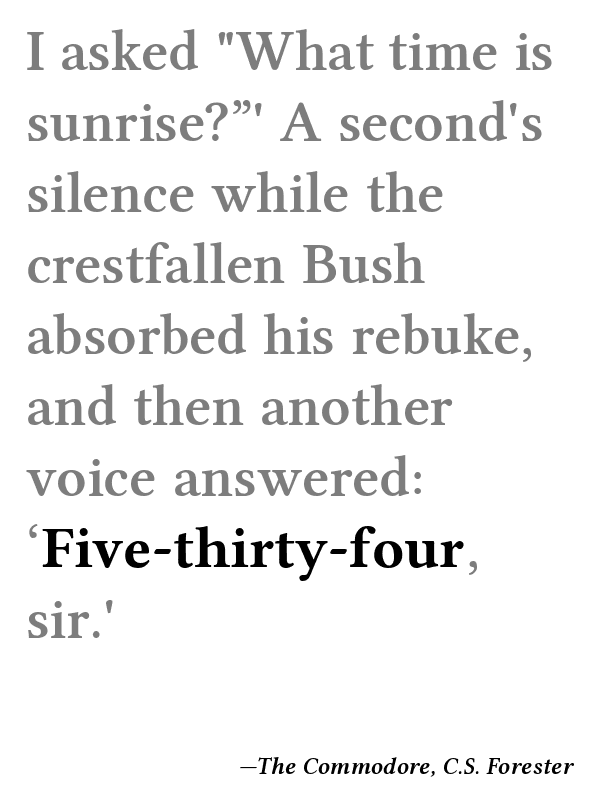 I asked "What time is
sunrise?”' A second's
silence while the
crestfallen Bush
absorbed his rebuke,
and then another
voice answered:
‘Five-thirty-four,
sir.'
—The Commodore, C.S. Forester